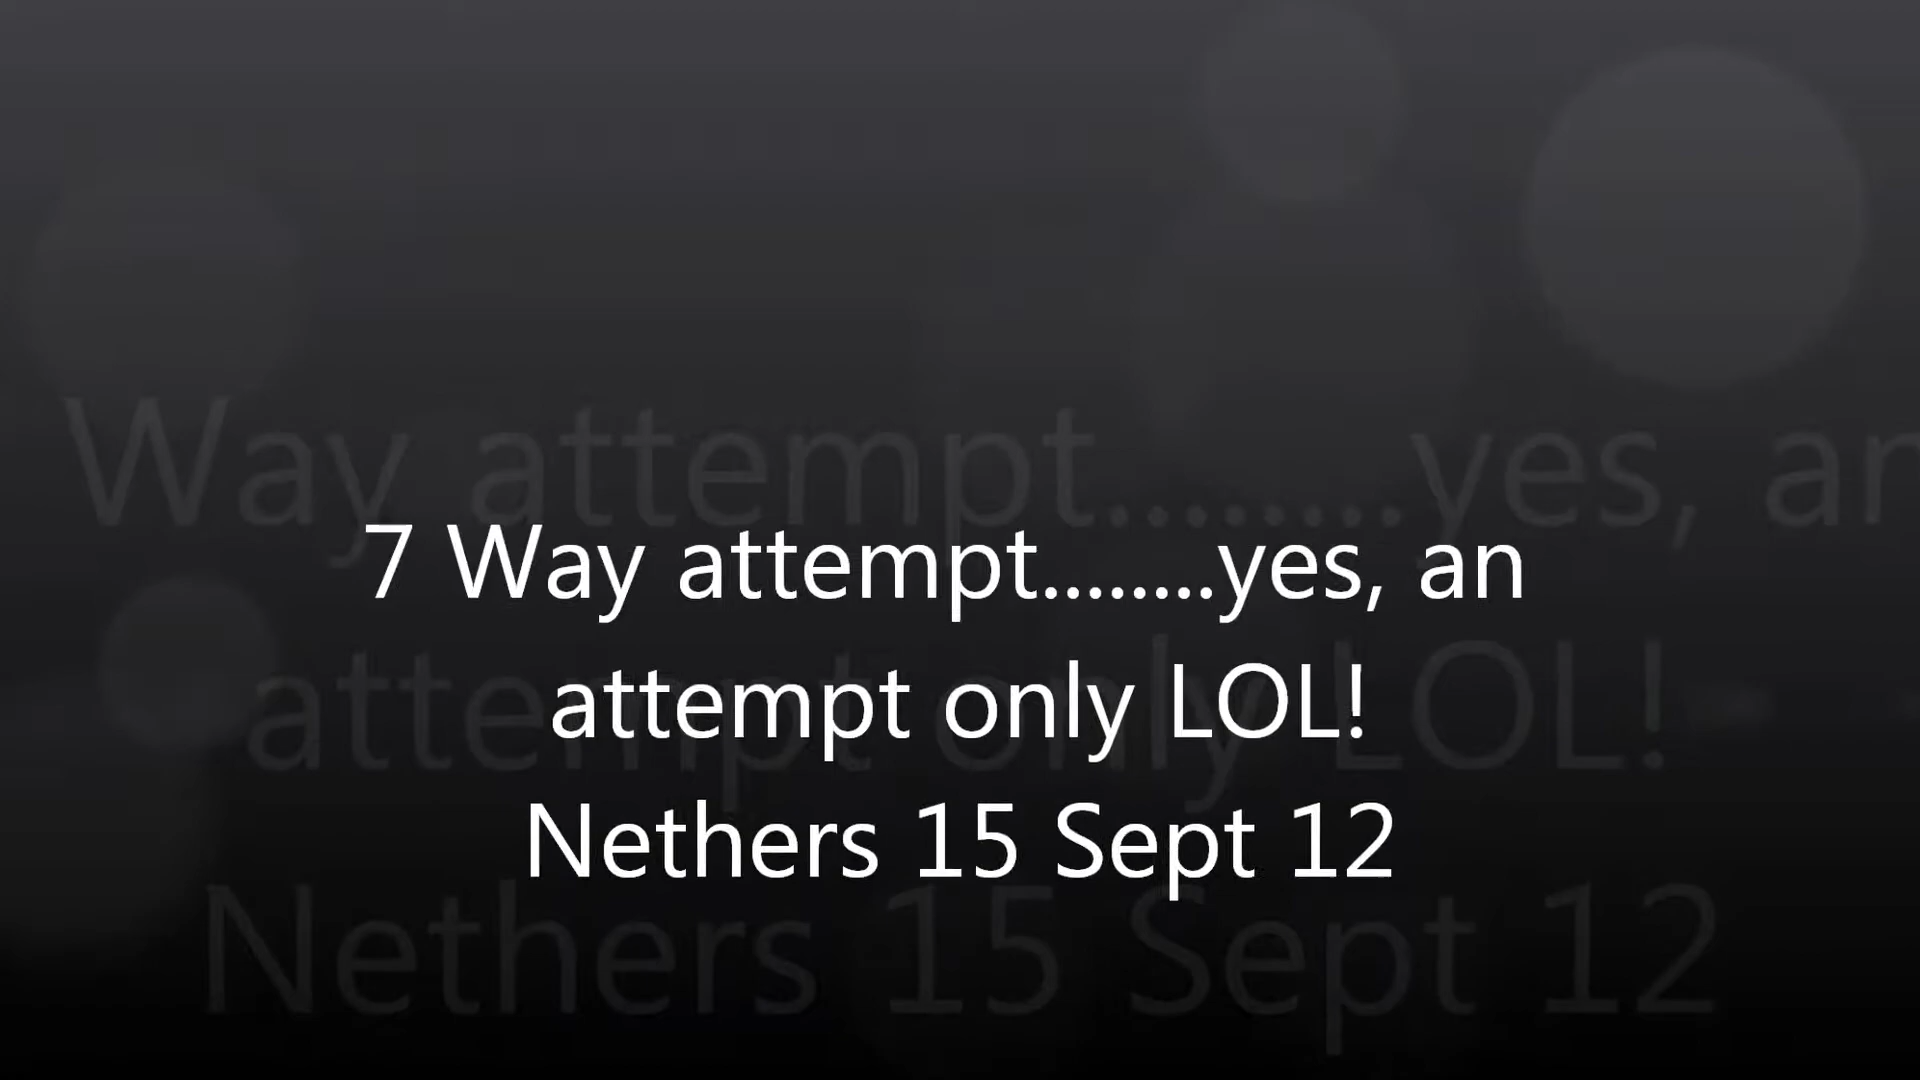 7 Way attempt........yes, an
attempt only LOL!
Nethers 15 Sept 12